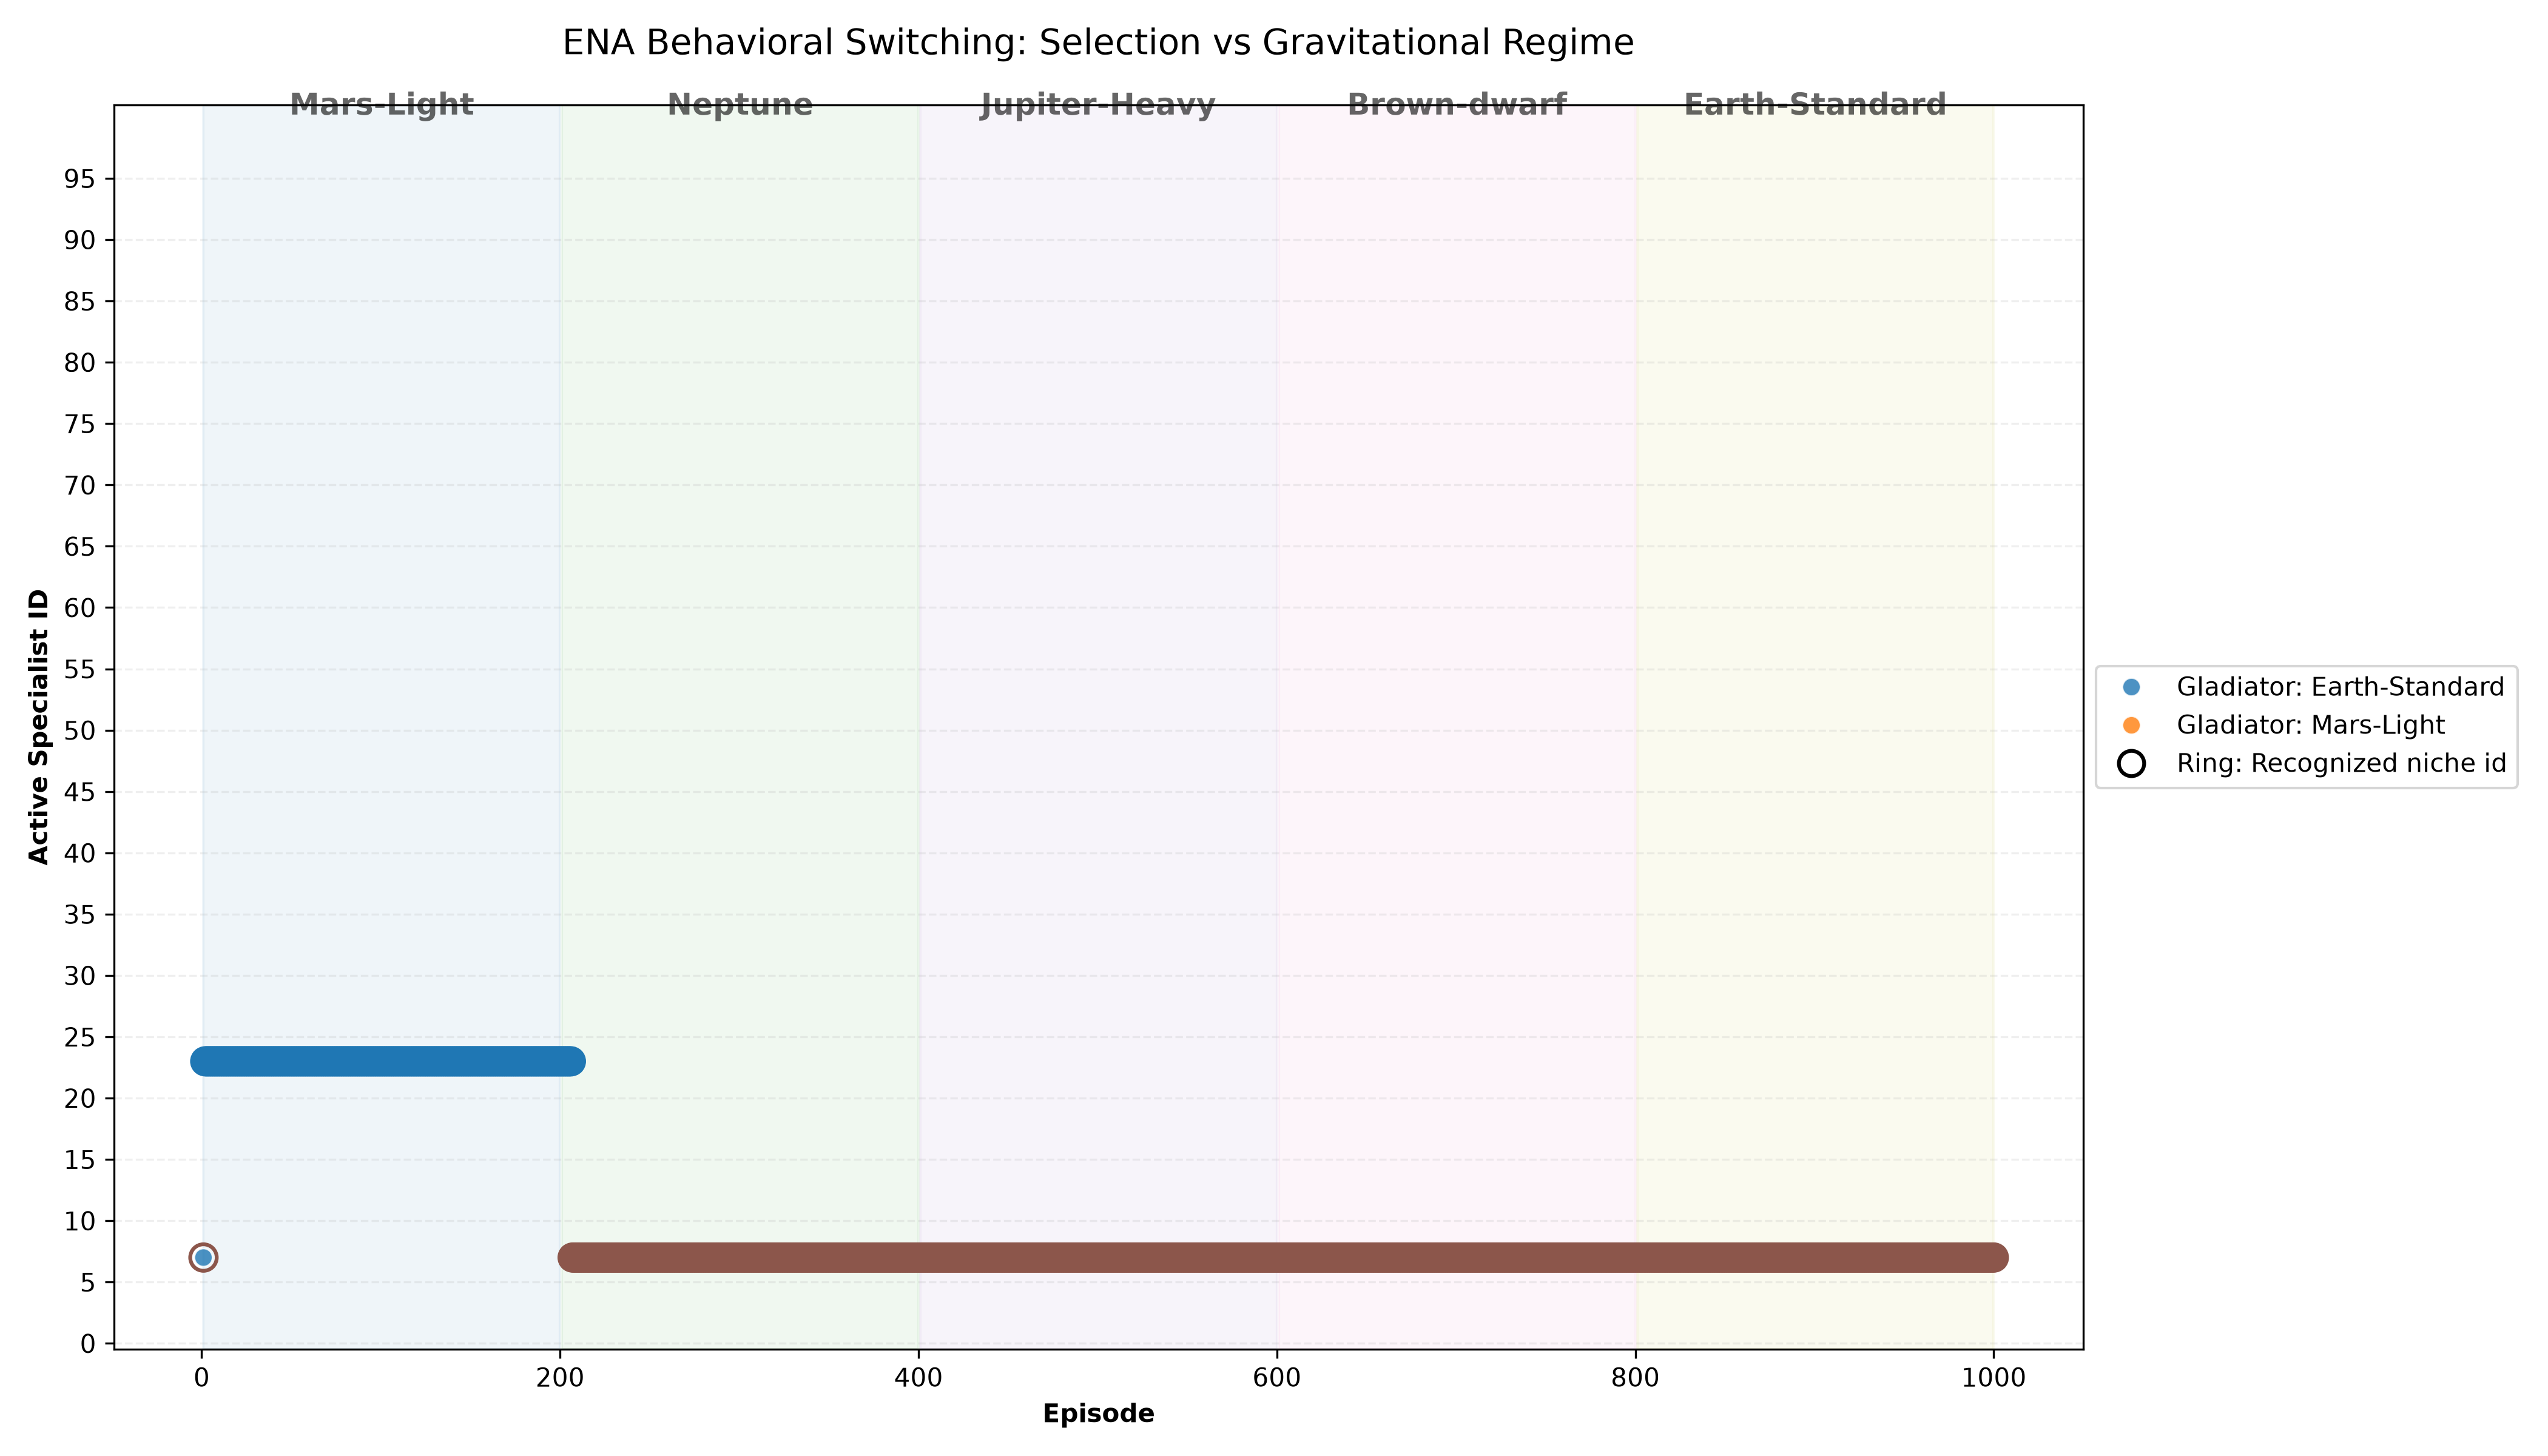 ENA Behavioral Switching: Selection vs Gravitational Regime
Mars-Light Neptune Jupiter-Heavy Brown-dwarf Earth-Standard
95
90
85
80
75
70
65
60
55
50
45
40
35
30
25
20
15
10
5
0
Active Specialist ID
0 200 400 600 800 1000
Episode
Gladiator: Earth-Standard
Gladiator: Mars-Light
Ring: Recognized niche id